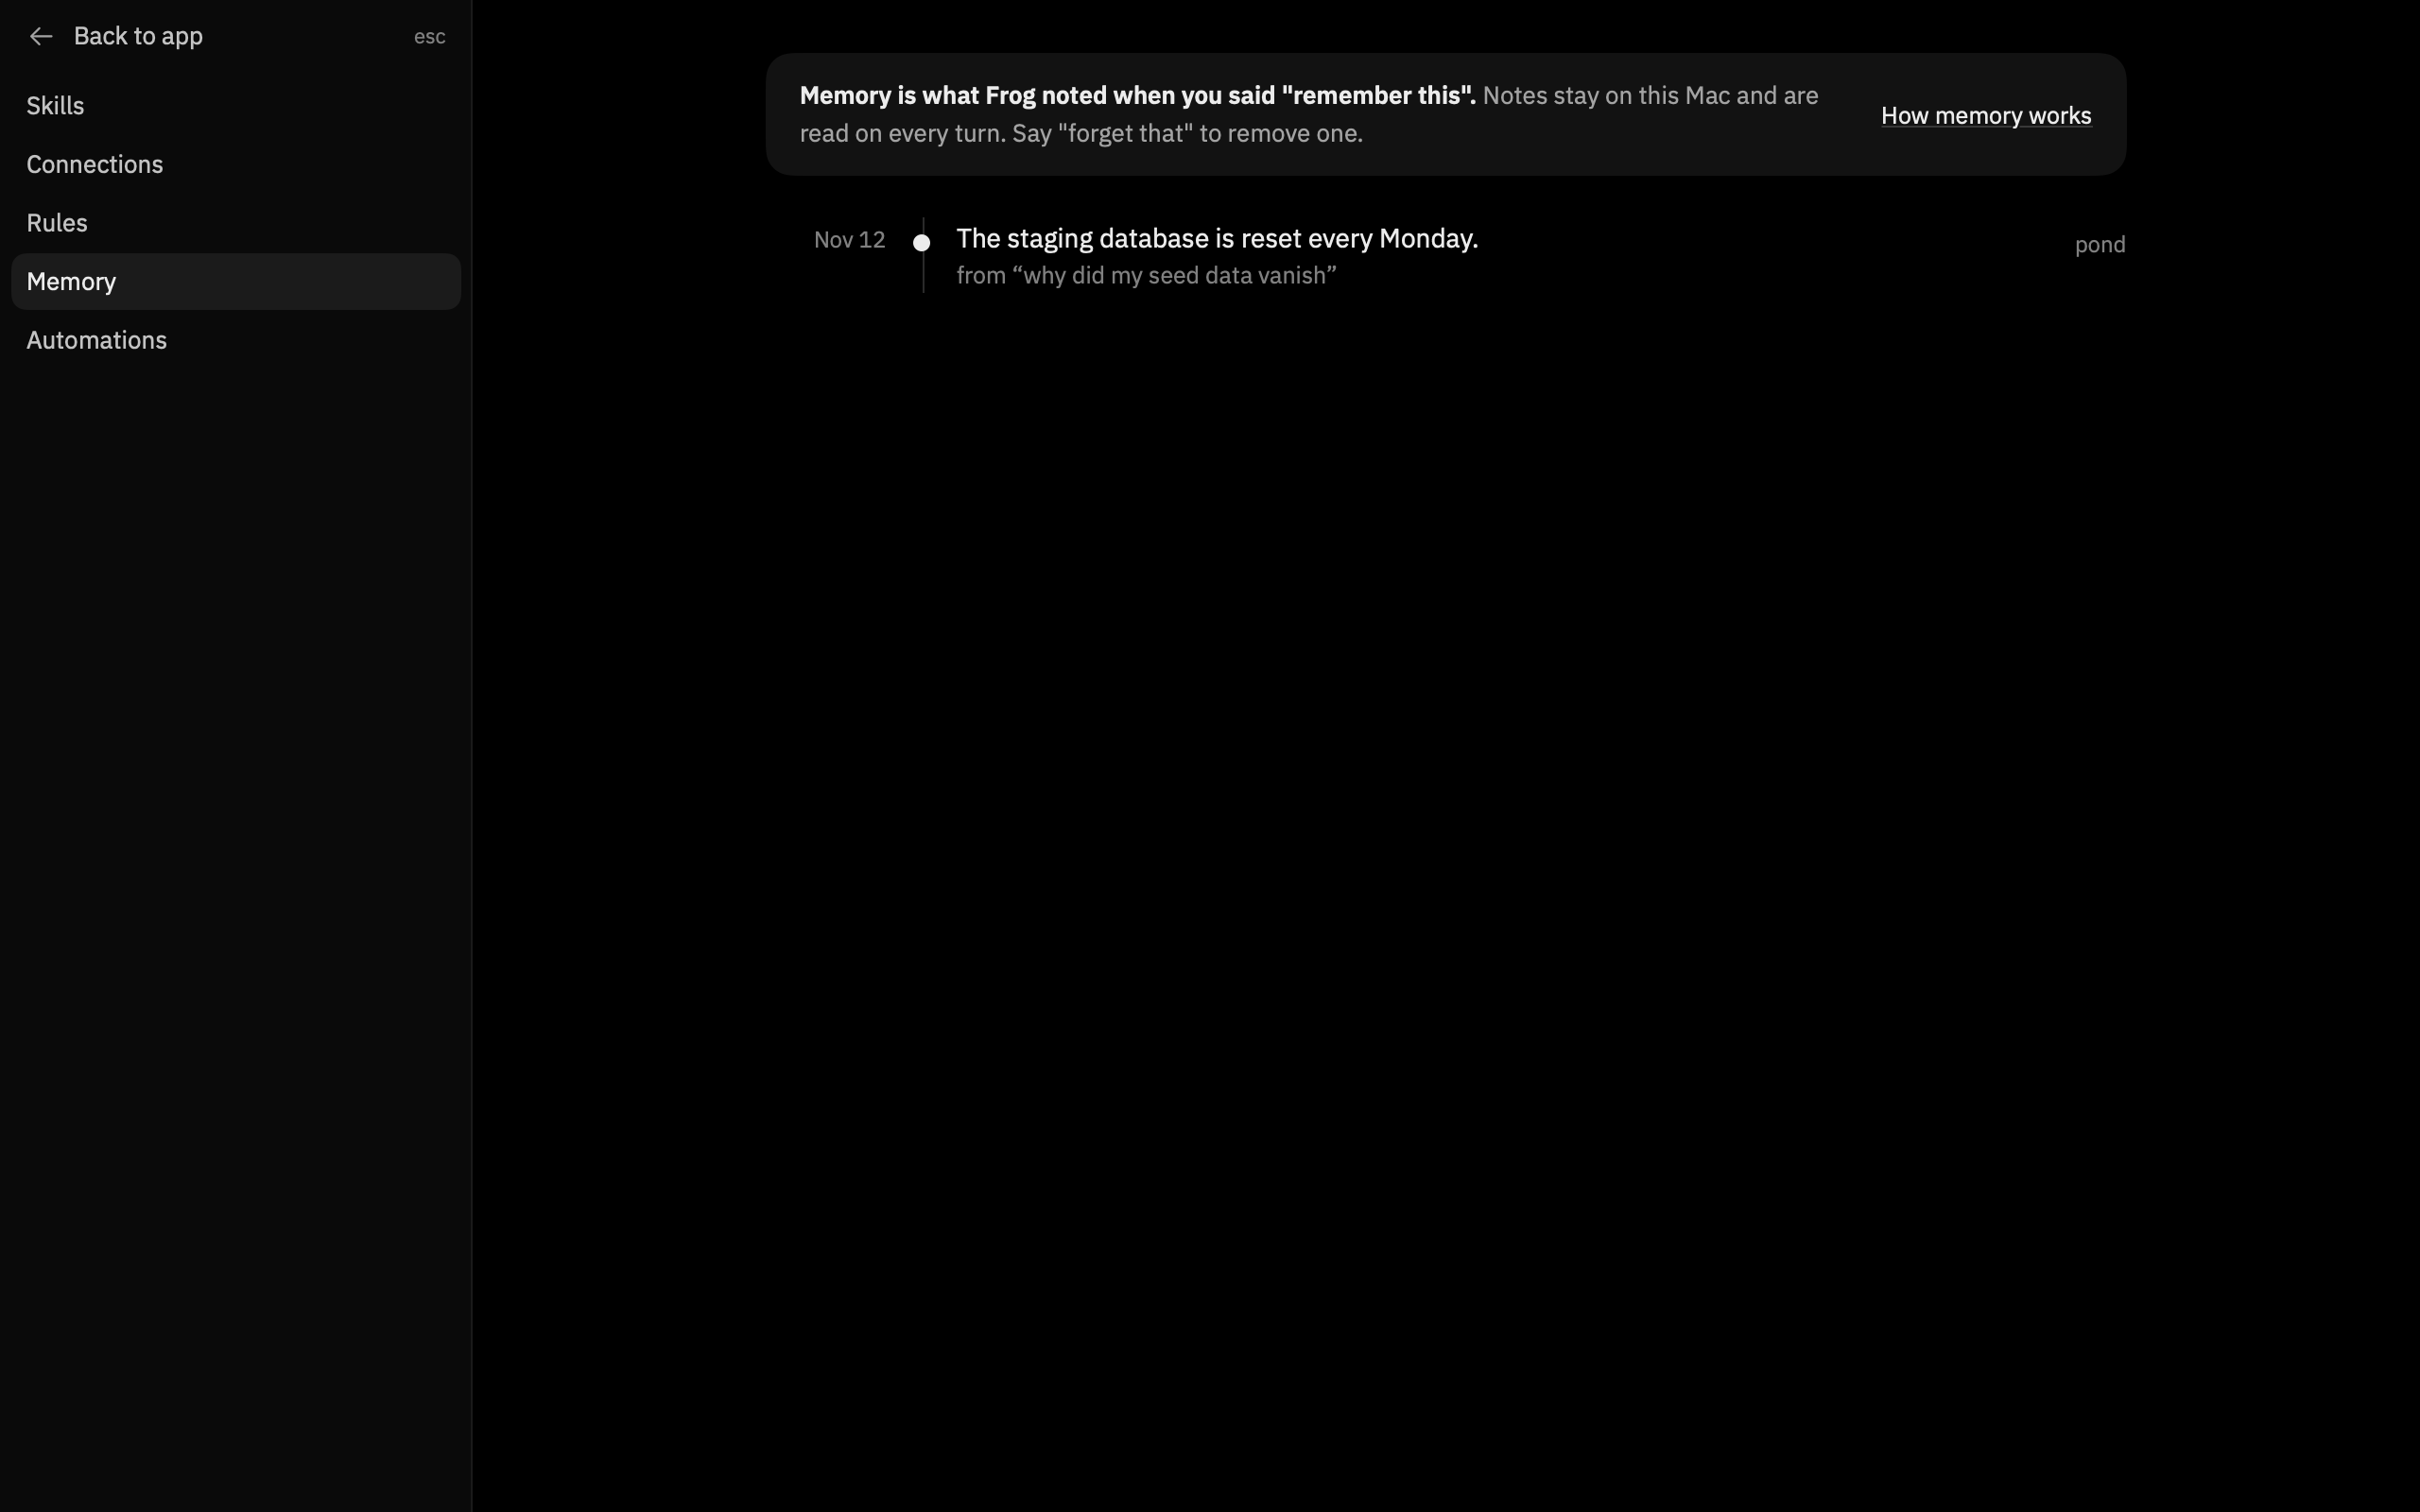 Back to app
esc
Skills
Connections
Rules
Memory
Automations
Memory is what Frog noted when you said "remember this". Notes stay on this Mac and are
read on every turn. Say "forget that" to remove one.
How memory works
Nov 12
The staging database is reset every Monday.
pond
from “why did my seed data vanish”